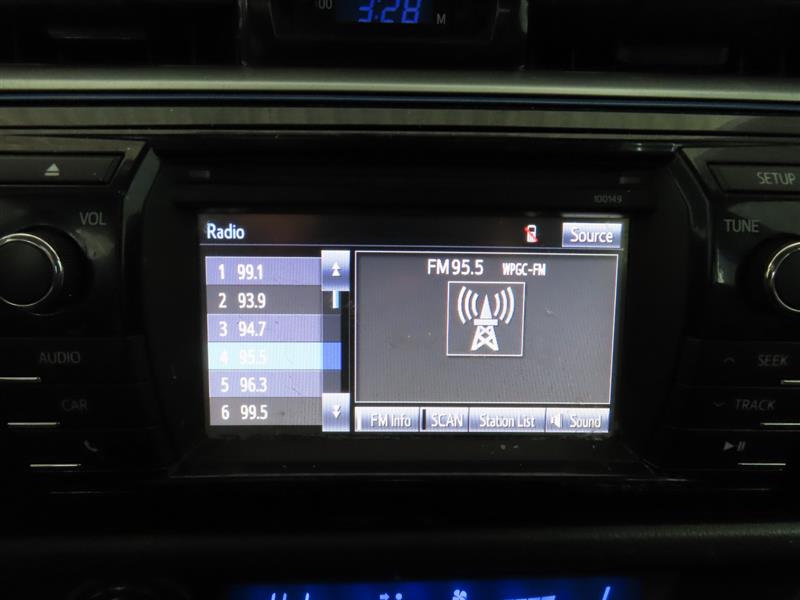 00 3:28 M
SETUP
100149
VOL
TUNE
Radio
Source
1 99.1
2 93.9
3 94.7
4 95.5
5 96.3
6 99.5
FM 95.5 WPGC-FM
FM Info SCAN Station List Sound
AUDIO
CAR
SEEK
TRACK